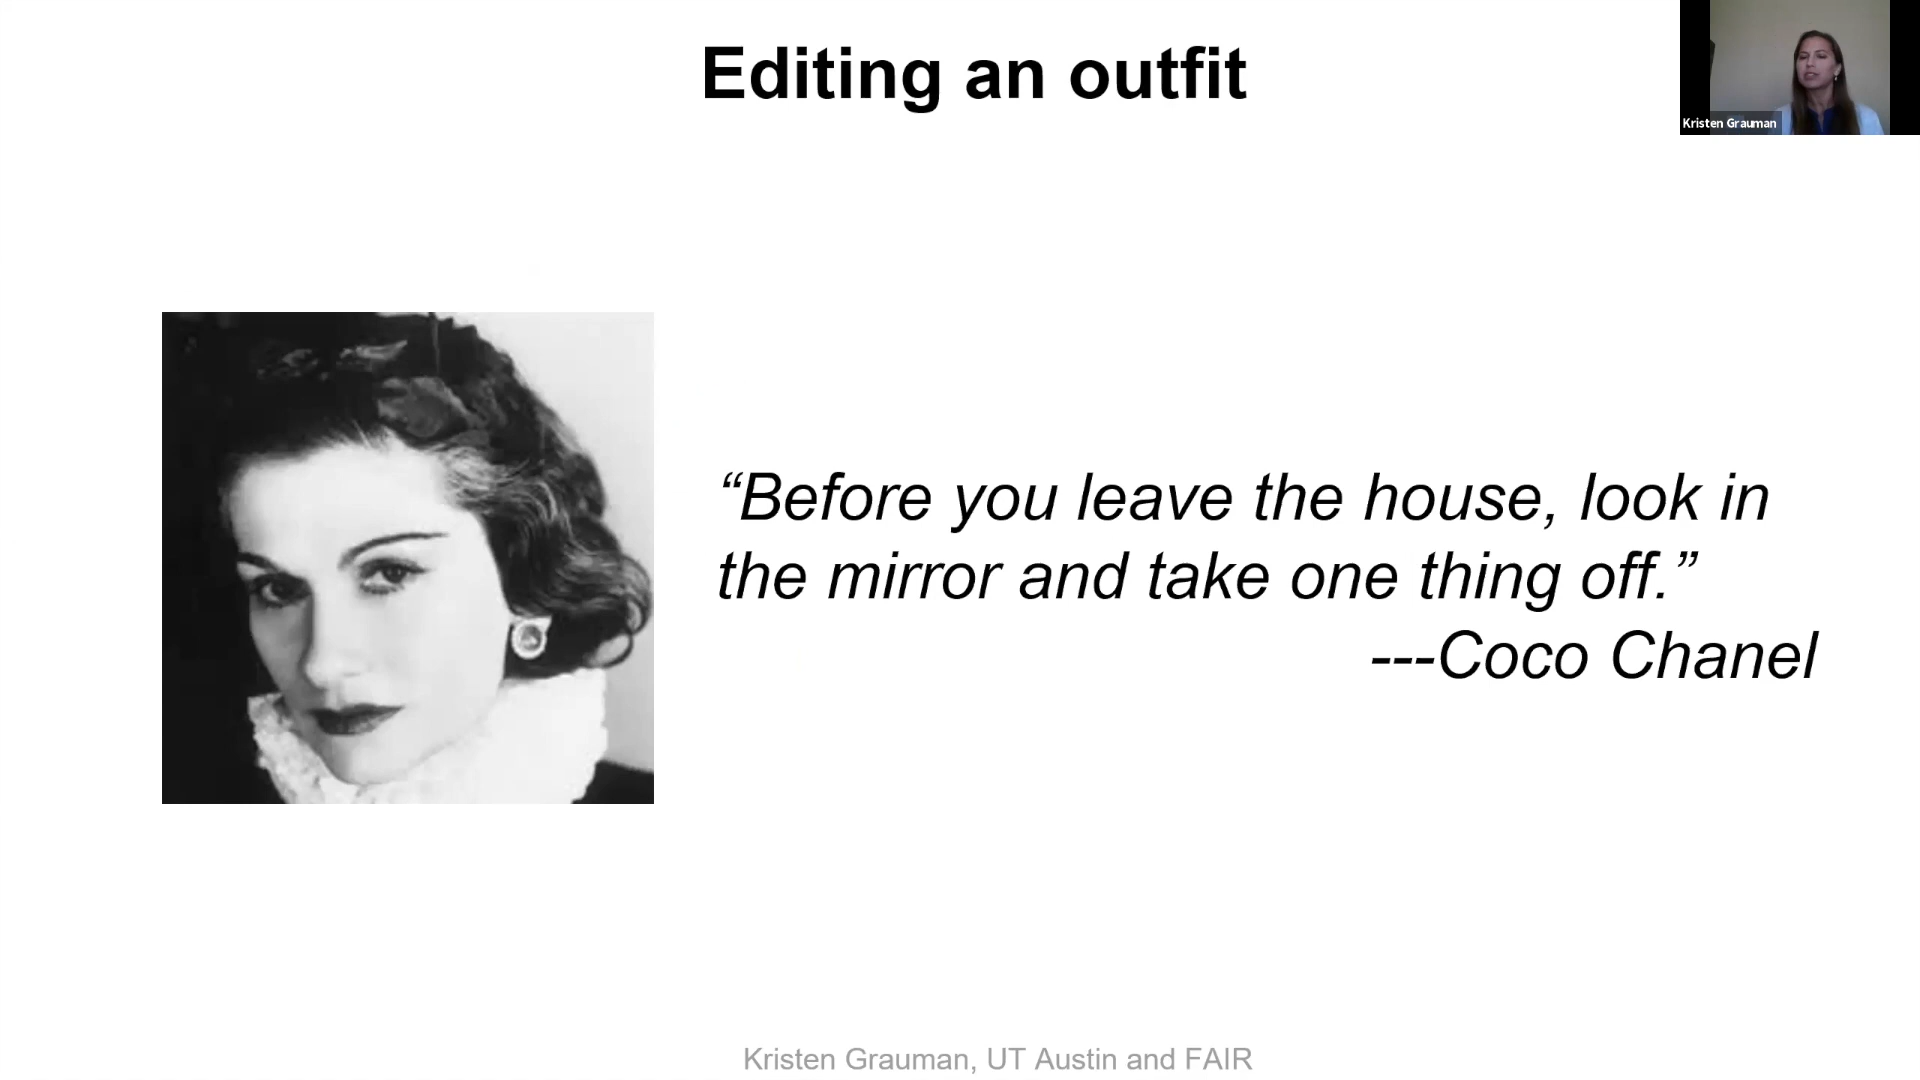 Editing an outfit
Kristen Grauman
“Before you leave the house, look in
the mirror and take one thing off.”
---Coco Chanel
Kristen Grauman, UT Austin and FAIR